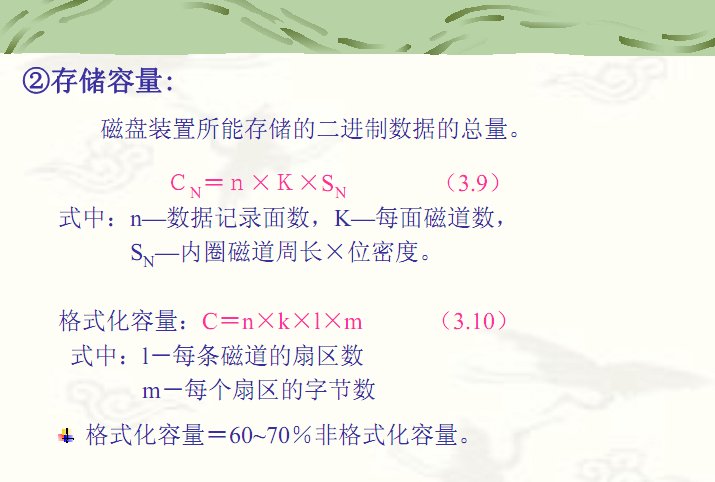 ②存储容量:
磁盘装置所能存储的二进制数据的总量。
C_N＝n×K×S_N （3.9）
式中：n—数据记录面数，K—每面磁道数，
S_N—内圈磁道周长×位密度。
格式化容量：C＝n×k×l×m （3.10）
式中：l－每条磁道的扇区数
m－每个扇区的字节数
格式化容量＝60~70％非格式化容量。